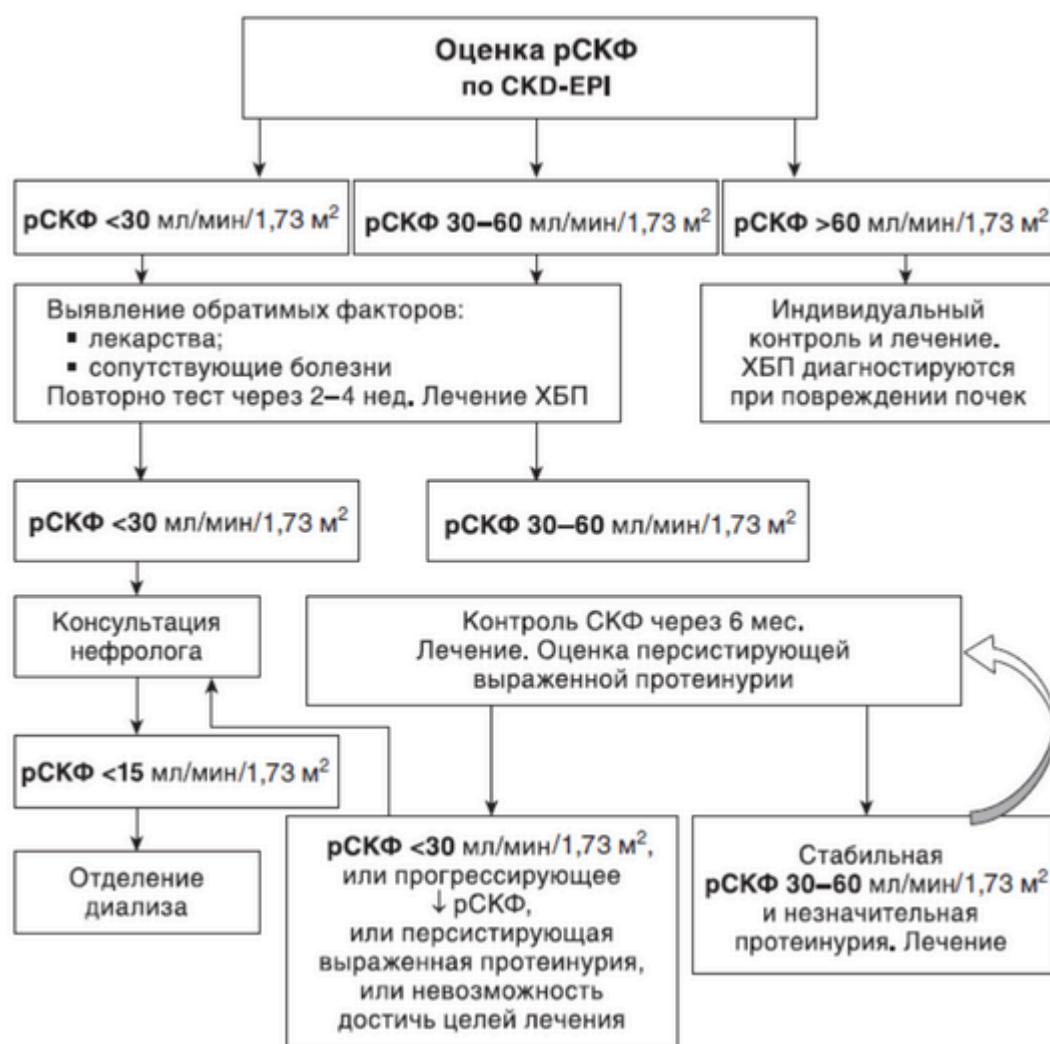 Оценка рСКФ
по CKD-EPI
рСКФ <30 мл/мин/1,73 м²
рСКФ 30–60 мл/мин/1,73 м²
рСКФ >60 мл/мин/1,73 м²
Выявление обратимых факторов:
▪ лекарства;
▪ сопутствующие болезни
Повторно тест через 2–4 нед. Лечение ХБП
Индивидуальный
контроль и лечение.
ХБП диагностируются
при повреждении почек
рСКФ <30 мл/мин/1,73 м²
рСКФ 30–60 мл/мин/1,73 м²
Консультация
нефролога
Контроль СКФ через 6 мес.
Лечение. Оценка персистирующей
выраженной протеинурии
рСКФ <15 мл/мин/1,73 м²
Отделение
диализа
рСКФ <30 мл/мин/1,73 м²,
или прогрессирующее
↓ рСКФ,
или персистирующая
выраженная протеинурия,
или невозможность
достичь целей лечения
Стабильная
рСКФ 30–60 мл/мин/1,73 м²
и незначительная
протеинурия. Лечение